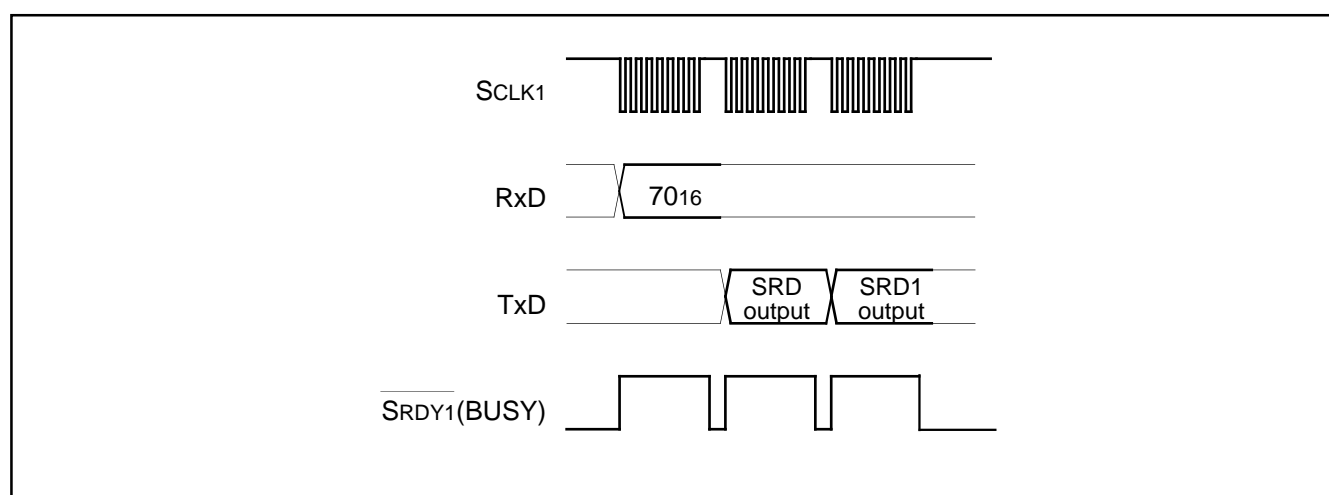 SCLK1
RxD
7016
TxD
SRD
output
SRD1
output
SRDY1(BUSY)